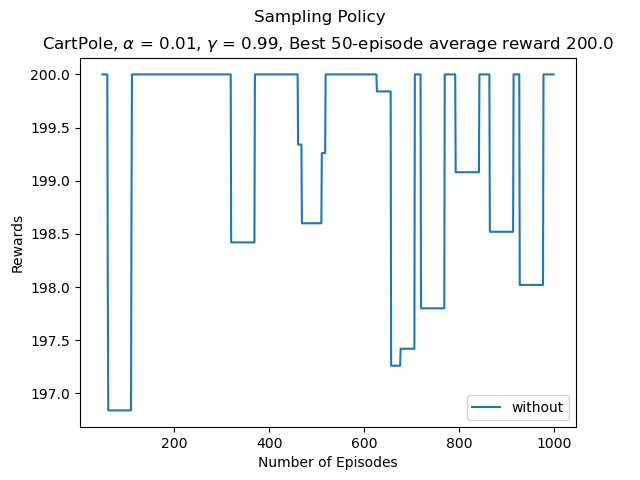 Sampling Policy
CartPole, α = 0.01, γ = 0.99, Best 50-episode average reward 200.0
200.0
199.5
199.0
198.5
198.0
197.5
197.0
Rewards
without
200
400
600
800
1000
Number of Episodes